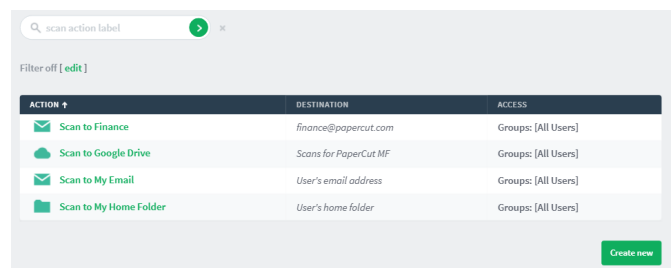 scan action label
Filter off [ edit ]
ACTION ↑ DESTINATION ACCESS
Scan to Finance finance@papercut.com Groups: [All Users]
Scan to Google Drive Scans for PaperCut MF Groups: [All Users]
Scan to My Email User's email address Groups: [All Users]
Scan to My Home Folder User's home folder Groups: [All Users]
Create new